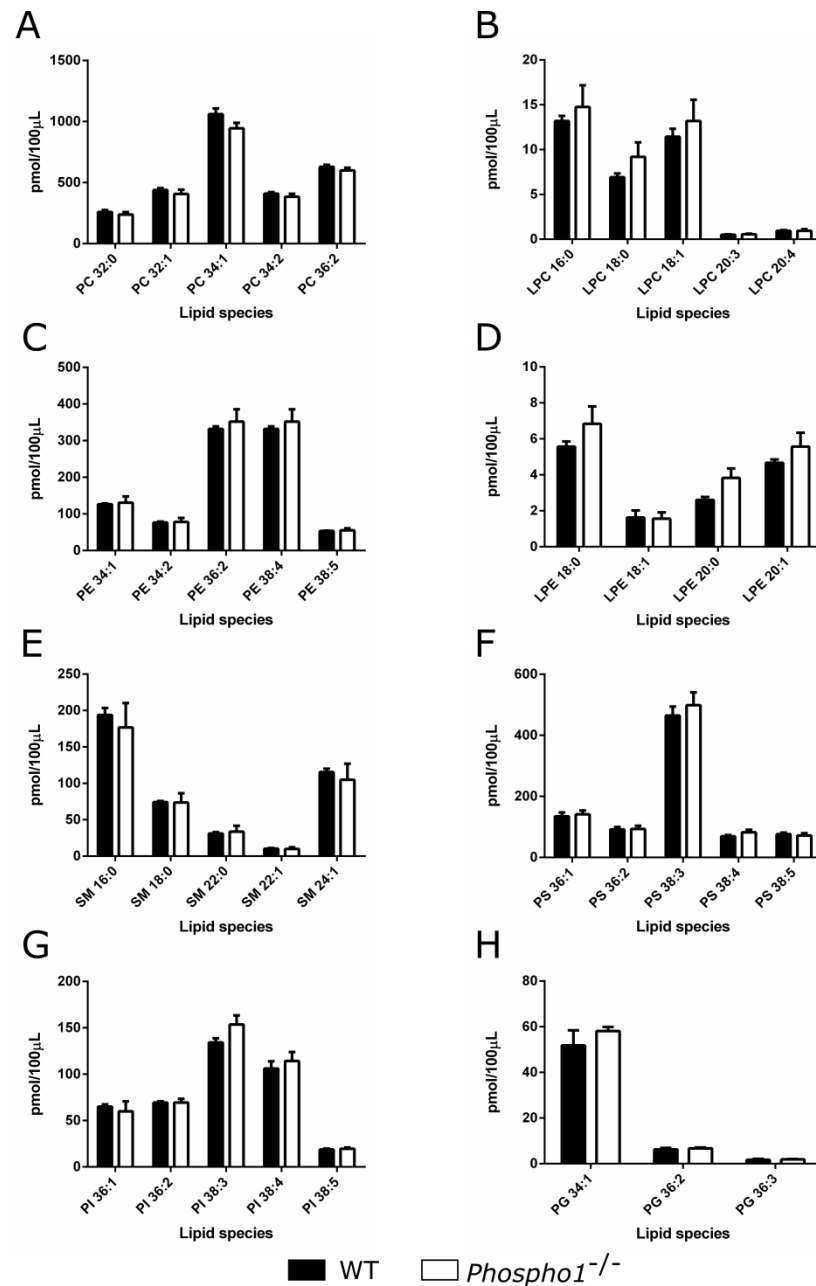 A
1500
1000
500
0
pmol/100µL
PC 32:0
PC 32:1
PC 34:1
PC 34:2
PC 36:2
Lipid species
B
20
15
10
5
0
pmol/100µL
LPC 16:0
LPC 18:0
LPC 18:1
LPC 20:3
LPC 20:4
Lipid species
C
500
400
300
200
100
0
pmol/100µL
PE 34:1
PE 34:2
PE 36:2
PE 38:4
PE 38:5
Lipid species
D
8
6
4
2
0
pmol/100µL
LPE 18:0
LPE 18:1
LPE 20:0
LPE 20:1
Lipid species
E
250
200
150
100
50
0
pmol/100µL
SM 16:0
SM 18:0
SM 22:0
SM 22:1
SM 24:1
Lipid species
F
600
400
200
0
pmol/100µL
PS 36:1
PS 36:2
PS 38:3
PS 38:4
PS 38:5
Lipid species
G
200
150
100
50
0
pmol/100µL
PI 36:1
PI 36:2
PI 38:3
PI 38:4
PI 38:5
Lipid species
H
80
60
40
20
0
pmol/100µL
PG 34:1
PG 36:2
PG 36:3
Lipid species
WT
Phospho1-/-